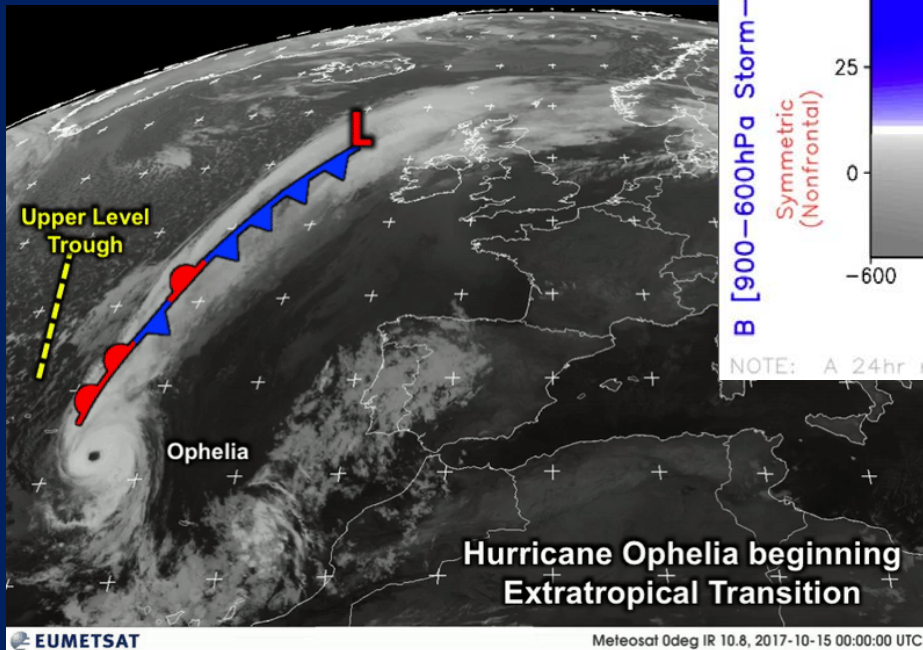 Upper Level
Trough
L
Ophelia
Hurricane Ophelia beginning
Extratropical Transition
EUMETSAT
Meteosat 0deg IR 10.8, 2017-10-15 00:00:00 UTC
B [900-600hPa Storm-
Symmetric
(Nonfrontal)
25
0
-600
NOTE: A 24hr